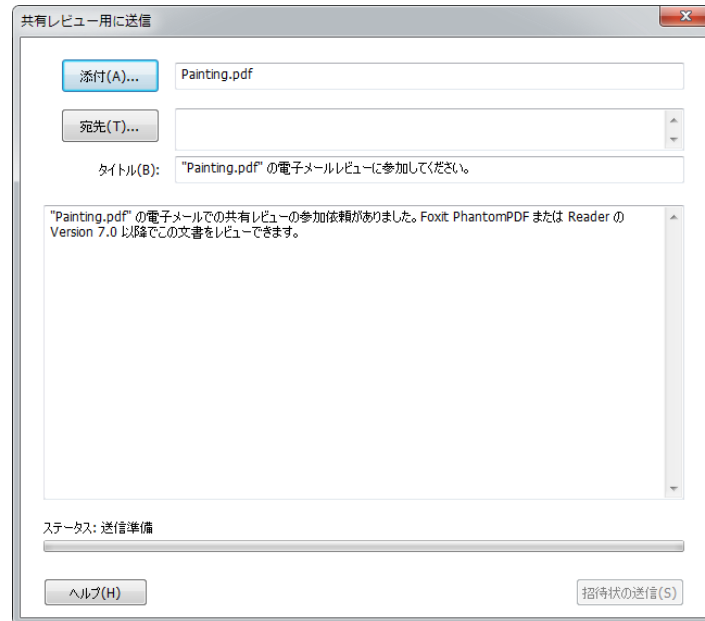 共有レビュー用に送信
添付(A)...
Painting.pdf
宛先(T)...
タイトル(B):
"Painting.pdf" の電子メールレビューに参加してください。
"Painting.pdf" の電子メールでの共有レビューの参加依頼がありました。Foxit PhantomPDF または Reader の
Version 7.0 以降でこの文書をレビューできます。
ステータス: 送信準備
ヘルプ(H)
招待状の送信(S)